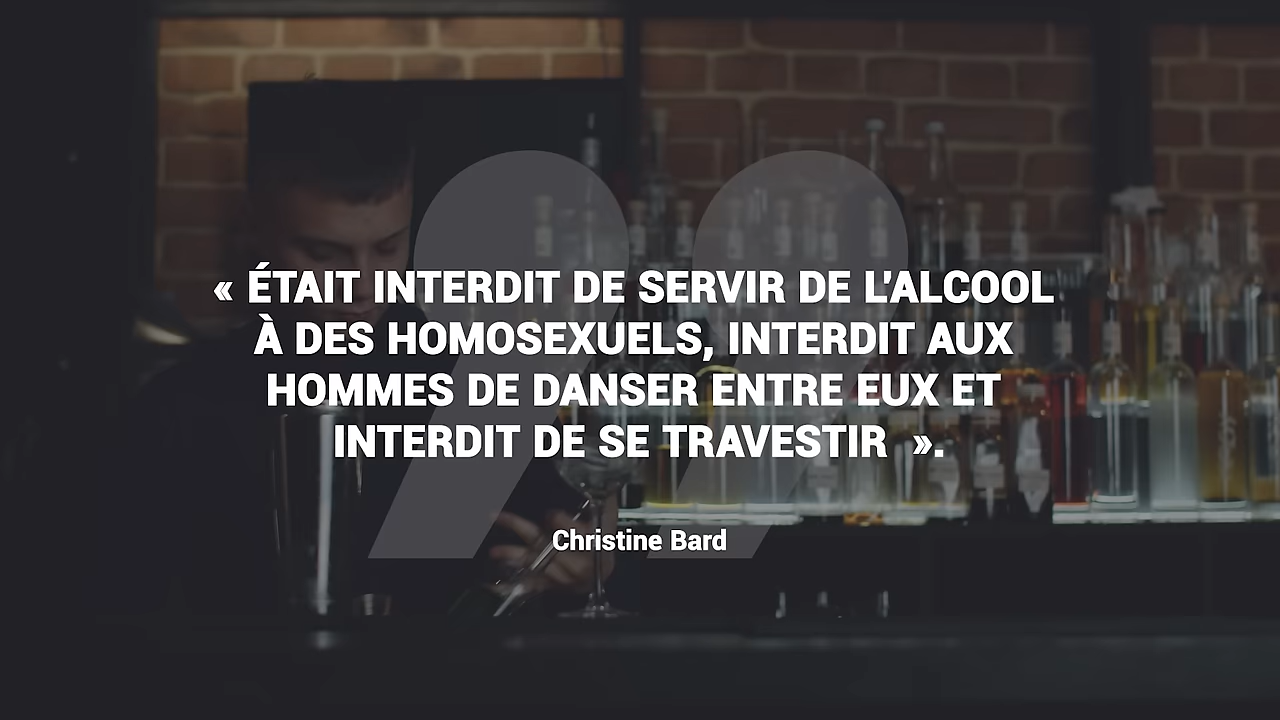 « ÉTAIT INTERDIT DE SERVIR DE L'ALCOOL
À DES HOMOSEXUELS, INTERDIT AUX
HOMMES DE DANSER ENTRE EUX ET
INTERDIT DE SE TRAVESTIR  ».
Christine Bard